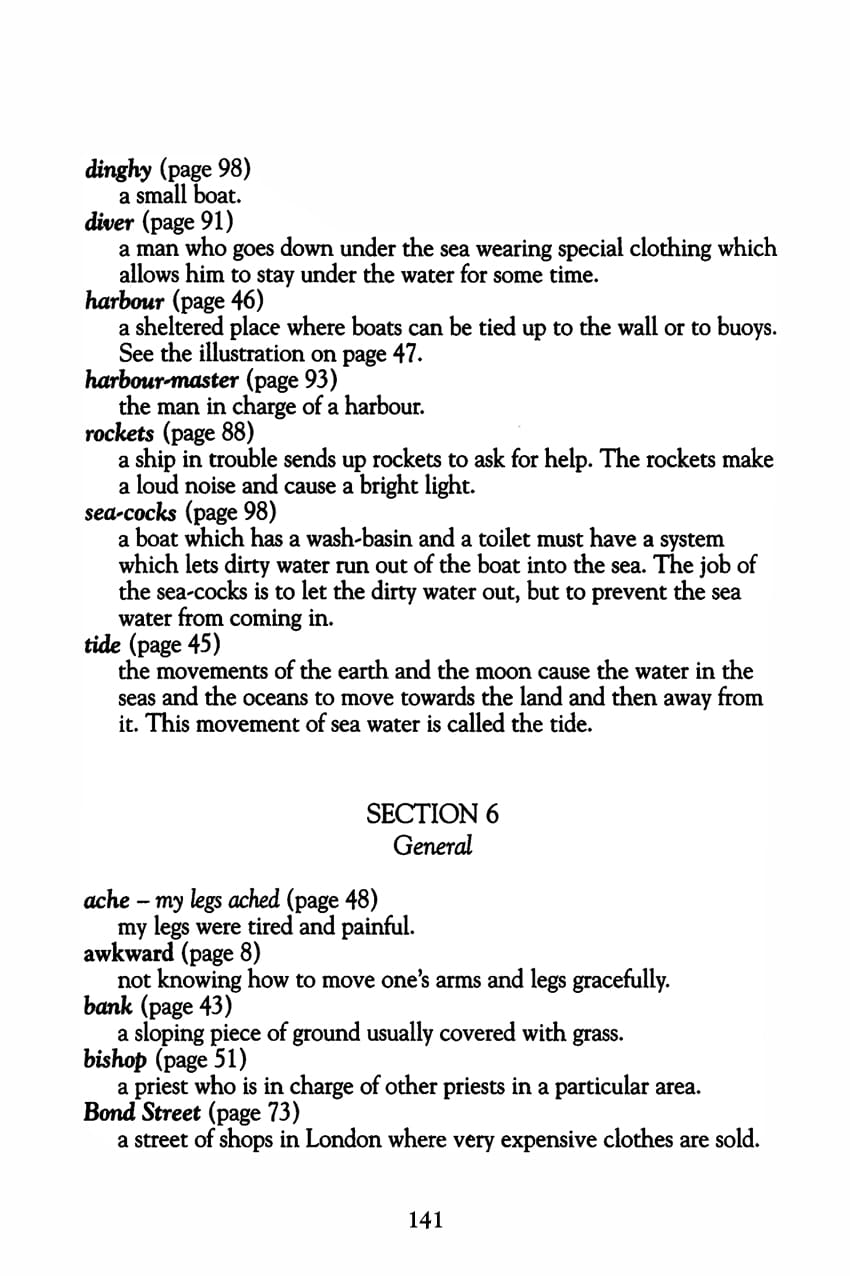 dinghy (page 98)
a small boat.
diver (page 91)
a man who goes down under the sea wearing special clothing which
allows him to stay under the water for some time.
harbour (page 46)
a sheltered place where boats can be tied up to the wall or to buoys.
See the illustration on page 47.
harbour-master (page 93)
the man in charge of a harbour.
rockets (page 88)
a ship in trouble sends up rockets to ask for help. The rockets make
a loud noise and cause a bright light.
sea-cocks (page 98)
a boat which has a wash-basin and a toilet must have a system
which lets dirty water run out of the boat into the sea. The job of
the sea-cocks is to let the dirty water out, but to prevent the sea
water from coming in.
tide (page 45)
the movements of the earth and the moon cause the water in the
seas and the oceans to move towards the land and then away from
it. This movement of sea water is called the tide.
SECTION 6
General
ache – my legs ached (page 48)
my legs were tired and painful.
awkward (page 8)
not knowing how to move one's arms and legs gracefully.
bank (page 43)
a sloping piece of ground usually covered with grass.
bishop (page 51)
a priest who is in charge of other priests in a particular area.
Bond Street (page 73)
a street of shops in London where very expensive clothes are sold.
141